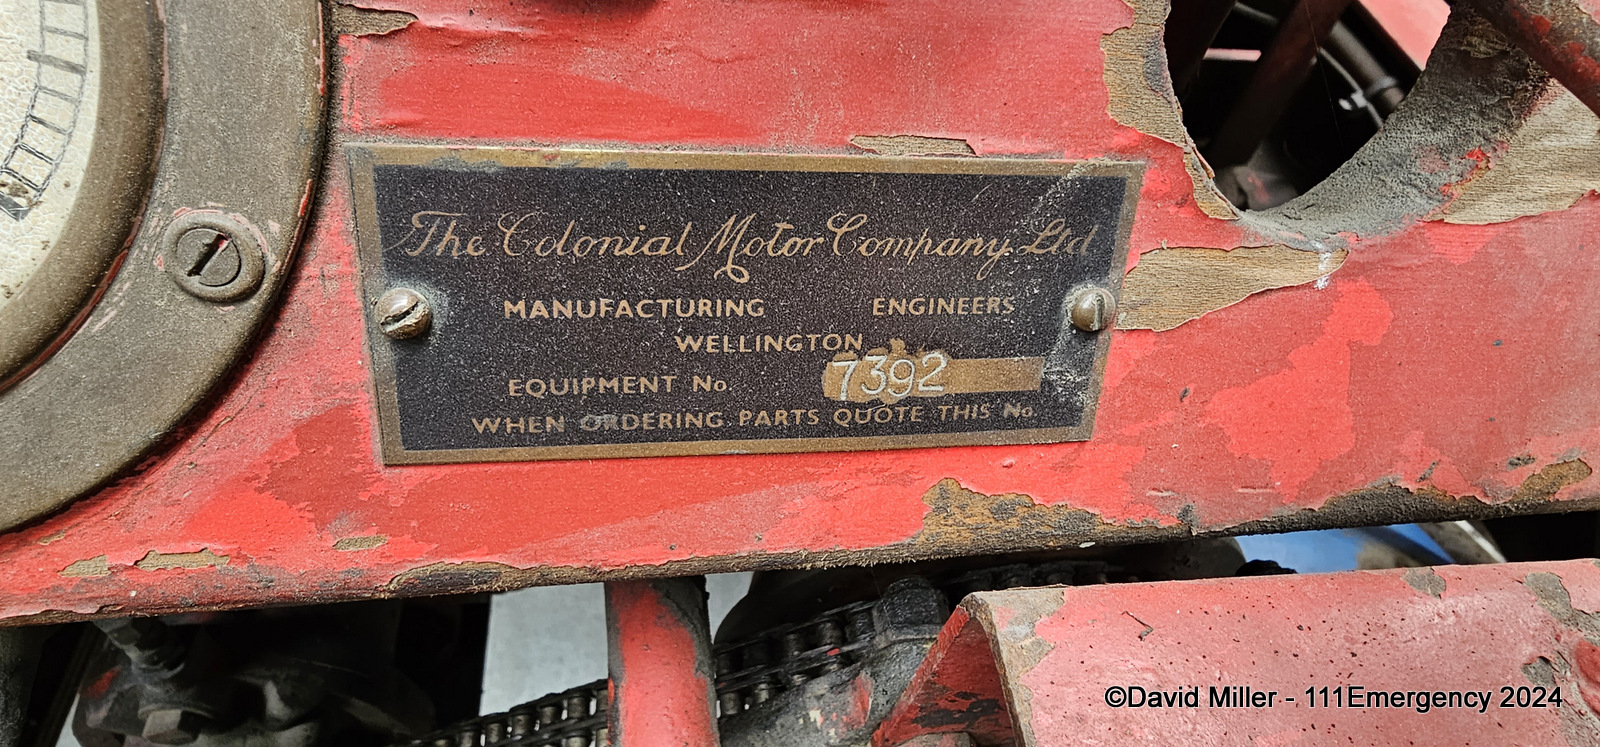 The Colonial Motor Company Ltd
MANUFACTURING ENGINEERS
WELLINGTON
EQUIPMENT No. 7392
WHEN ORDERING PARTS QUOTE THIS No.
©David Miller - 111Emergency 2024